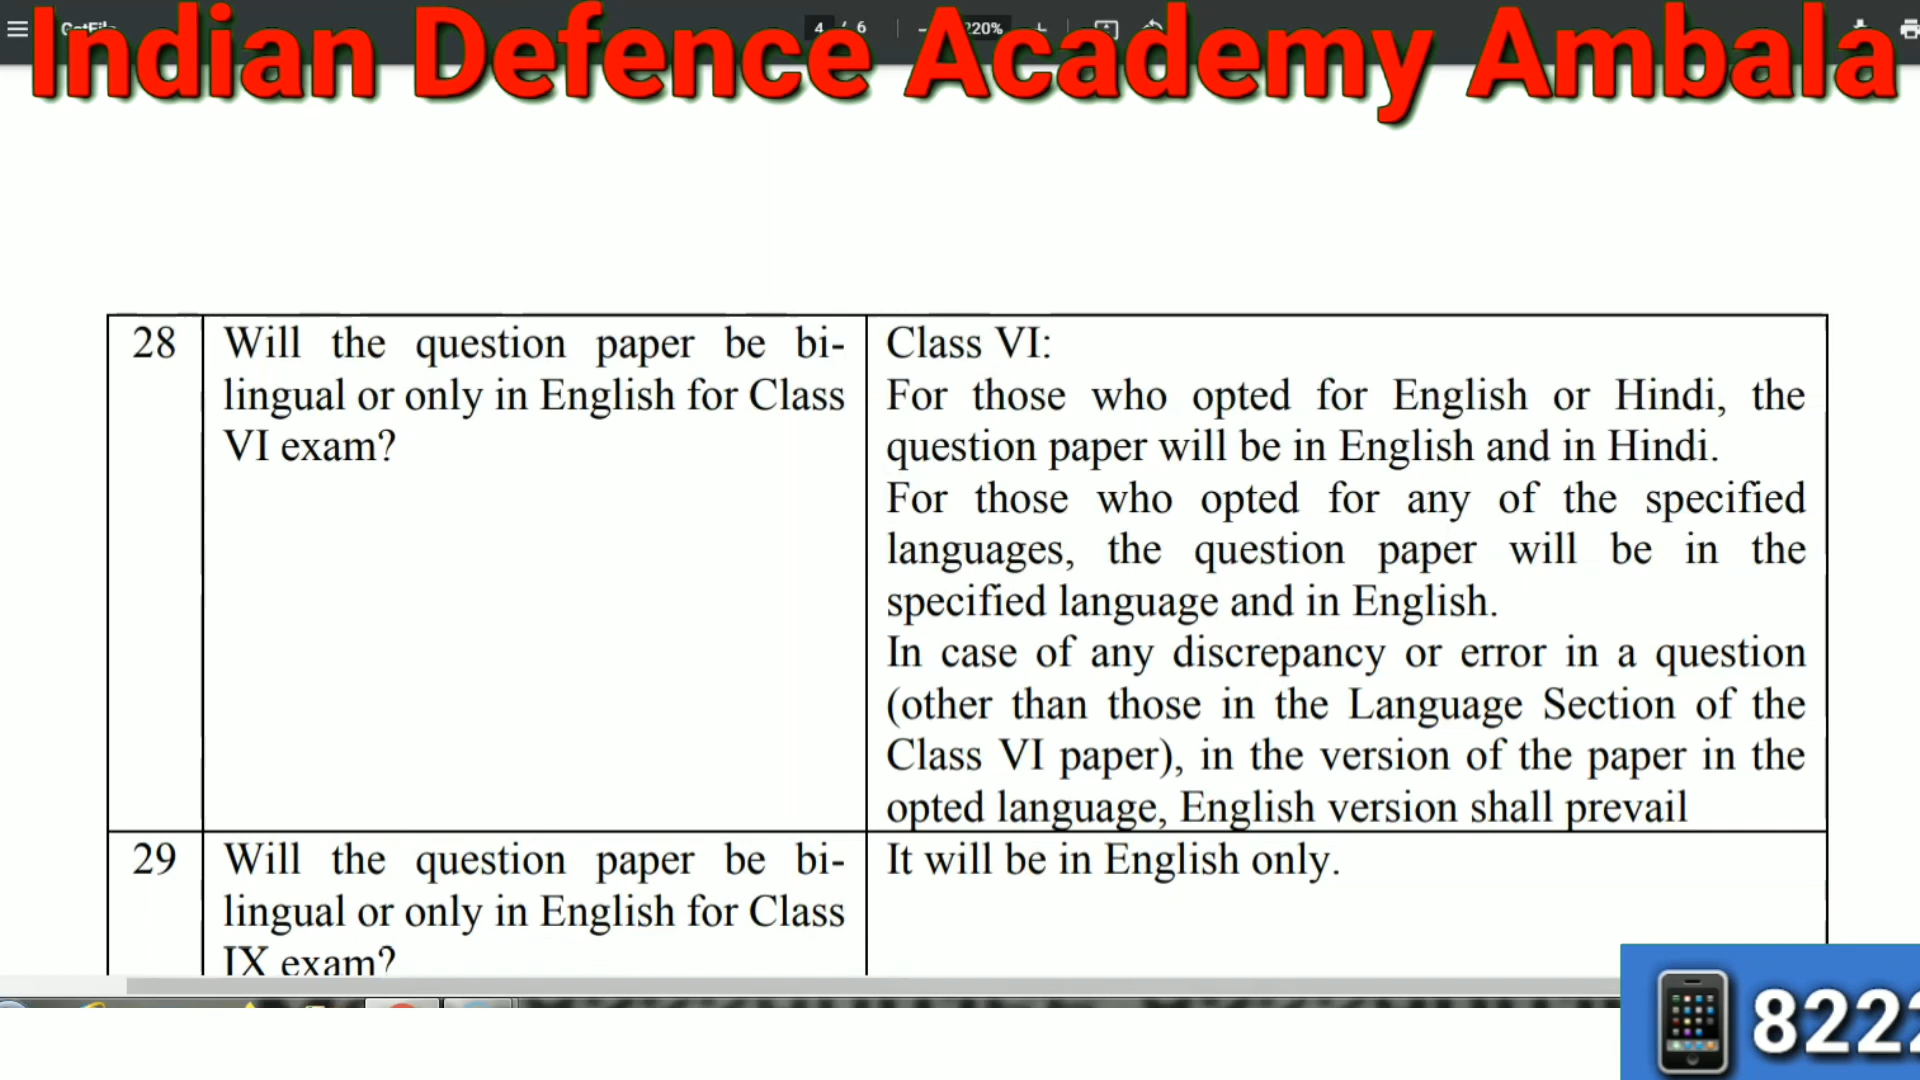 Indian Defence Academy Ambala
4 / 6
220%
28
Will the question paper be bi-
lingual or only in English for Class
VI exam?
Class VI:
For those who opted for English or Hindi, the
question paper will be in English and in Hindi.
For those who opted for any of the specified
languages, the question paper will be in the
specified language and in English.
In case of any discrepancy or error in a question
(other than those in the Language Section of the
Class VI paper), in the version of the paper in the
opted language, English version shall prevail
29
Will the question paper be bi-
lingual or only in English for Class
IX exam?
It will be in English only.
8222